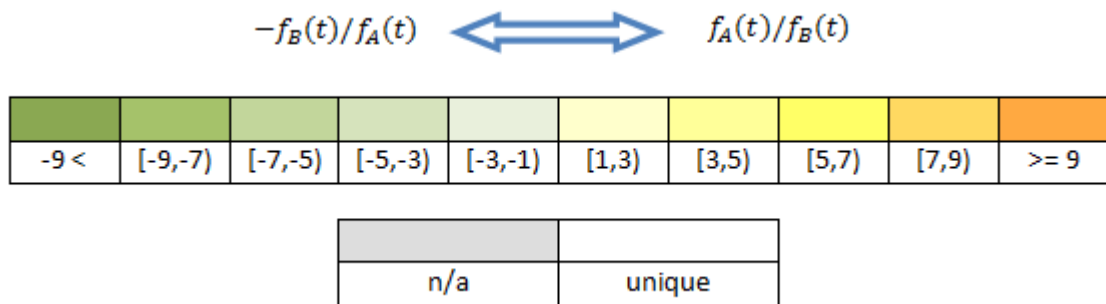 −f_B(t)/f_A(t) f_A(t)/f_B(t)
-9 < [-9,-7) [-7,-5) [-5,-3) [-3,-1) [1,3) [3,5) [5,7) [7,9) >= 9
n/a unique